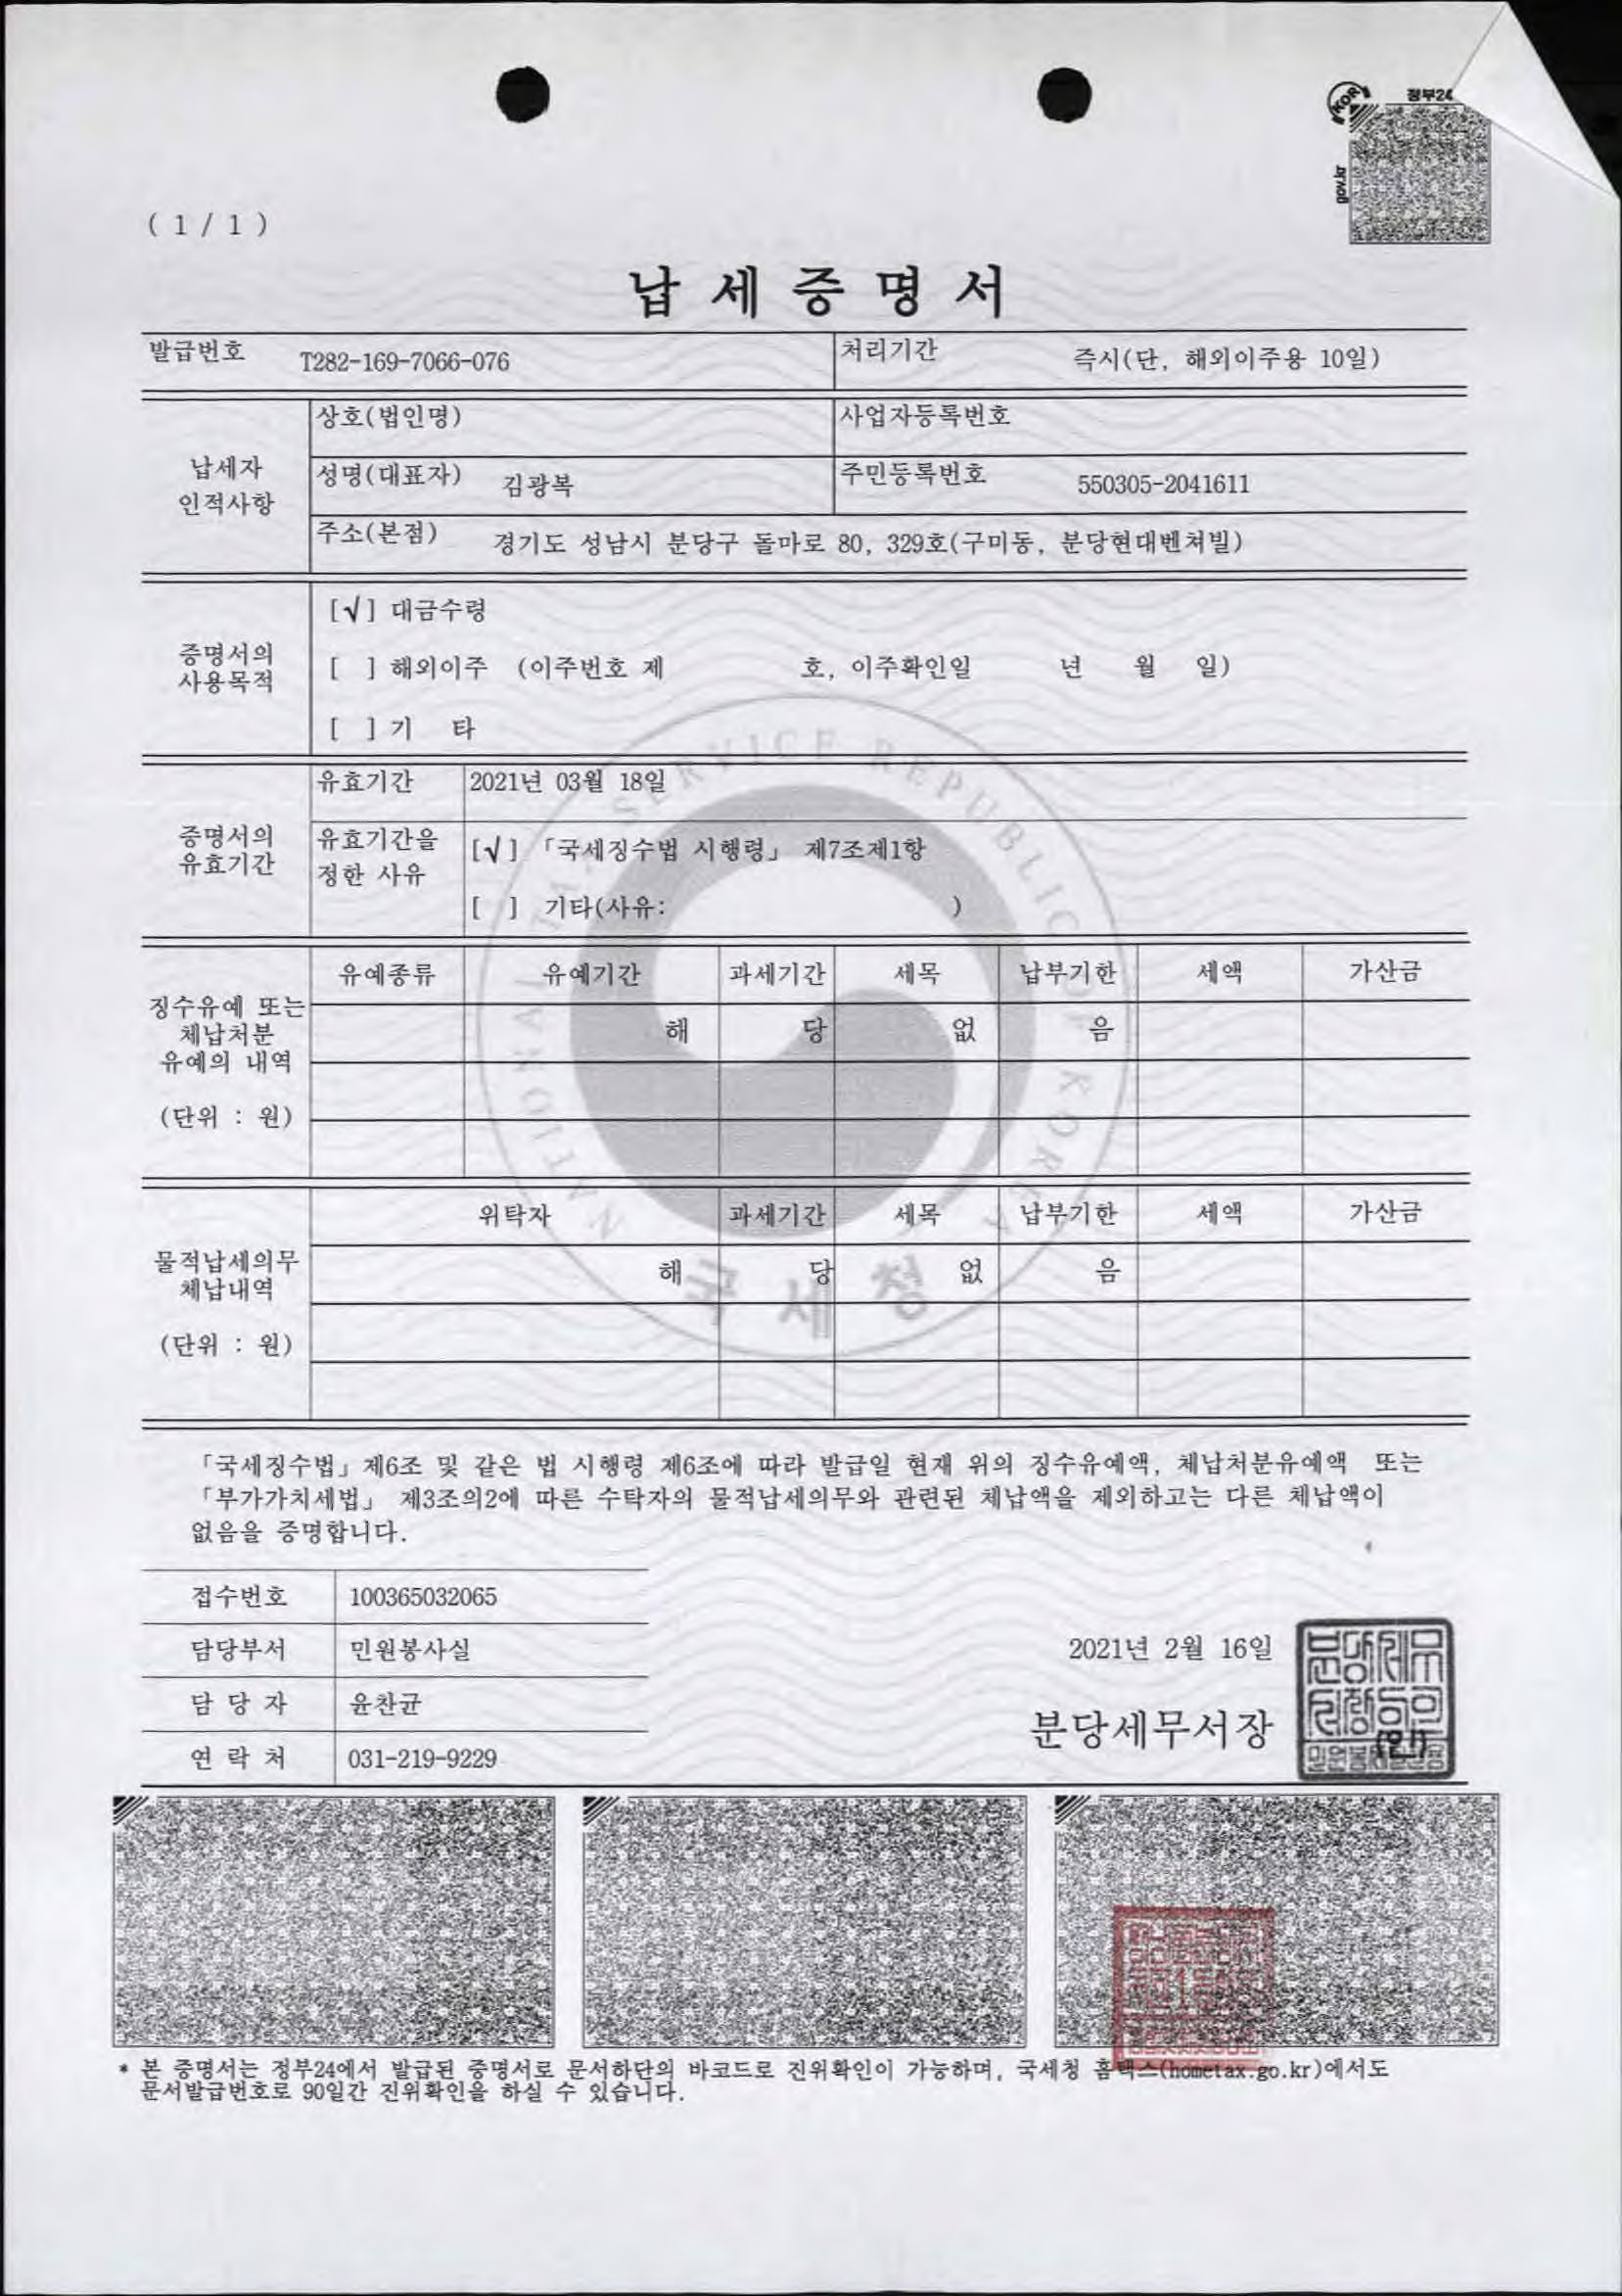 KOR 정부24
gov.kr
( 1 / 1 )
납 세 증 명 서
발급번호 T282-169-7066-076 처리기간 즉시(단, 해외이주용 10일)
납세자 인적사항
상호(법인명) 사업자등록번호
성명(대표자) 김광복 주민등록번호 550305-2041611
주소(본점) 경기도 성남시 분당구 돌마로 80, 329호(구미동, 분당현대벤쳐빌)
증명서의 사용목적
[√] 대금수령
[ ] 해외이주 (이주번호 제 호, 이주확인일 년 월 일)
[ ] 기 타
증명서의 유효기간
유효기간 2021년 03월 18일
유효기간을 정한 사유
[√] 「국세징수법 시행령」 제7조제1항
[ ] 기타(사유: )
징수유예 또는
체납처분
유예의 내역
(단위 : 원)
유예종류 유예기간 과세기간 세목 납부기한 세액 가산금
해 당 없 음
물적납세의무
체납내역
(단위 : 원)
위탁자 과세기간 세목 납부기한 세액 가산금
해 당 없 음
NATIONAL TAX SERVICE REPUBLIC OF KOREA
국 세 청
「국세징수법」 제6조 및 같은 법 시행령 제6조에 따라 발급일 현재 위의 징수유예액, 체납처분유예액 또는
「부가가치세법」 제3조의2에 따른 수탁자의 물적납세의무와 관련된 체납액을 제외하고는 다른 체납액이
없음을 증명합니다.
접수번호 100365032065
담당부서 민원봉사실
담 당 자 윤찬균
연 락 처 031-219-9229
2021년 2월 16일
분당세무서장 (인)
* 본 증명서는 정부24에서 발급된 증명서로 문서하단의 바코드로 진위확인이 가능하며, 국세청 홈택스(hometax.go.kr)에서도
문서발급번호로 90일간 진위확인을 하실 수 있습니다.